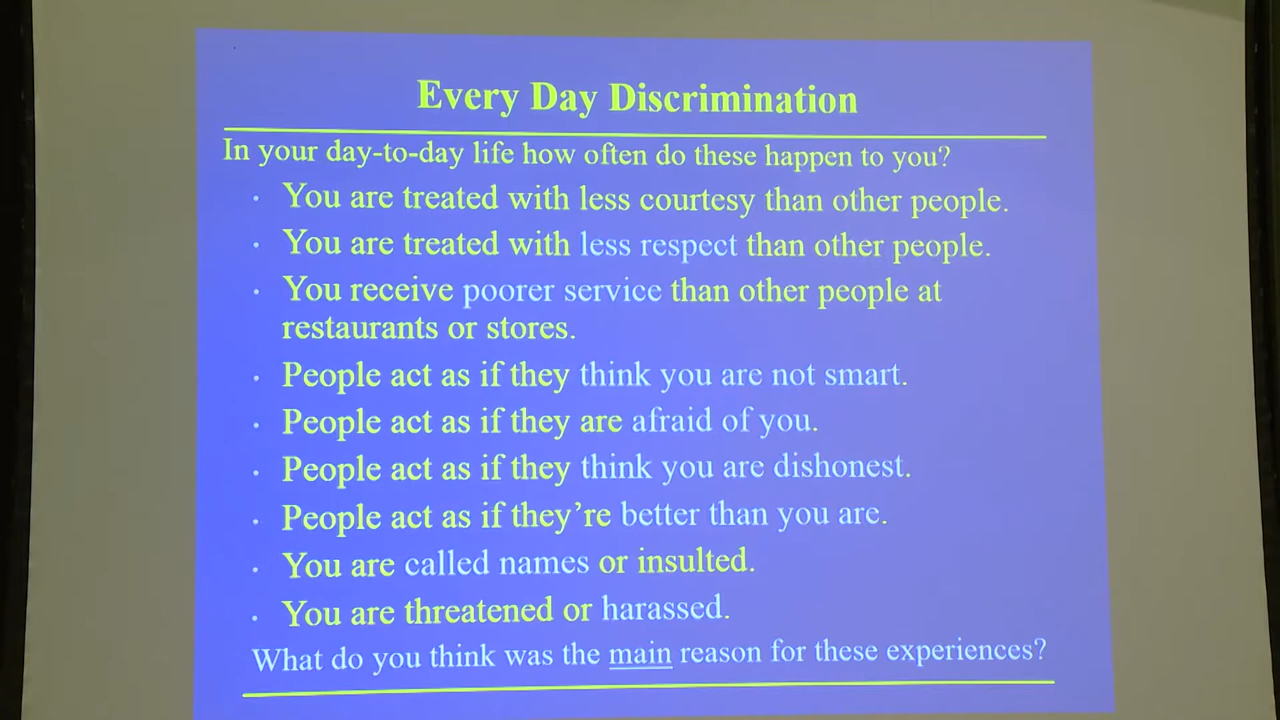 Every Day Discrimination
In your day-to-day life how often do these happen to you?
· You are treated with less courtesy than other people.
· You are treated with less respect than other people.
· You receive poorer service than other people at
restaurants or stores.
· People act as if they think you are not smart.
· People act as if they are afraid of you.
· People act as if they think you are dishonest.
· People act as if they’re better than you are.
· You are called names or insulted.
· You are threatened or harassed.
What do you think was the main reason for these experiences?